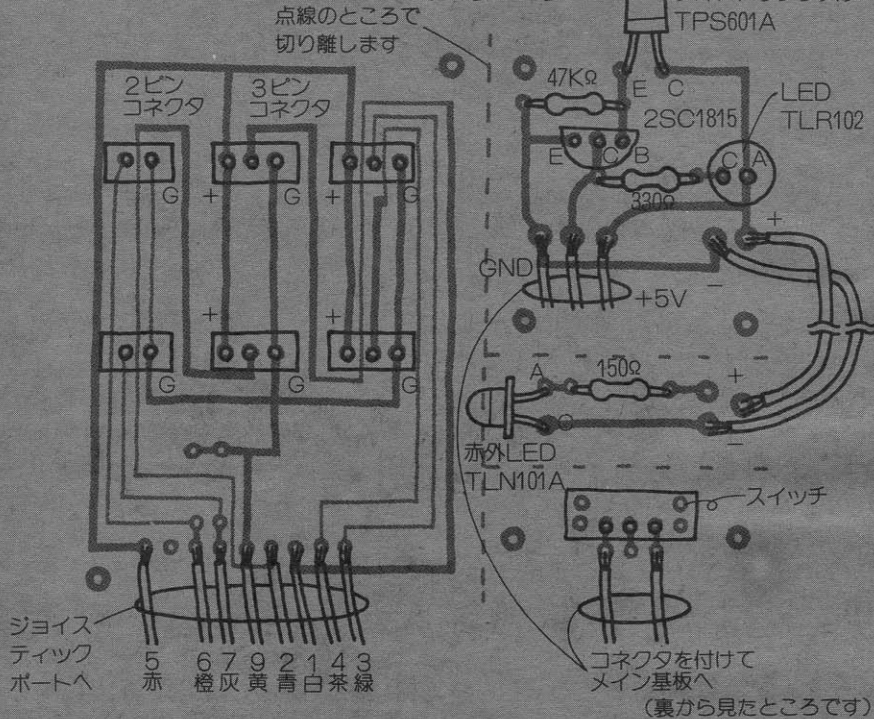 点線のところで
切り離します
TPS601A
2ピン
コネクタ
3ピン
コネクタ
47KΩ
E C
2SC1815
LED
TLR102
E C B
C A
330Ω
G
+ G
+
+
GND
+5V
−
+ +
G G G
A
150Ω
+
C
−
赤外LED
TLN101A
スイッチ
ジョイス
ティック
ポートへ
5 6 7 9 2 1 4 3
赤 橙 灰 黄 青 白 茶 緑
コネクタを付けて
メイン基板へ
(裏から見たところです)